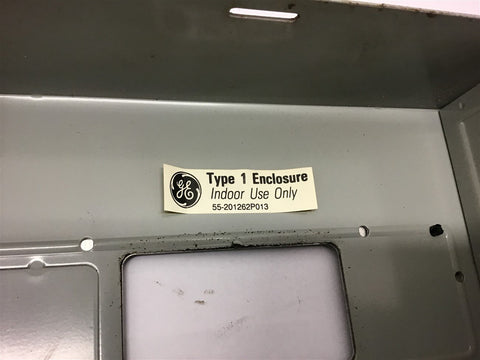 GE
Type 1 Enclosure
Indoor Use Only
55-201262P013